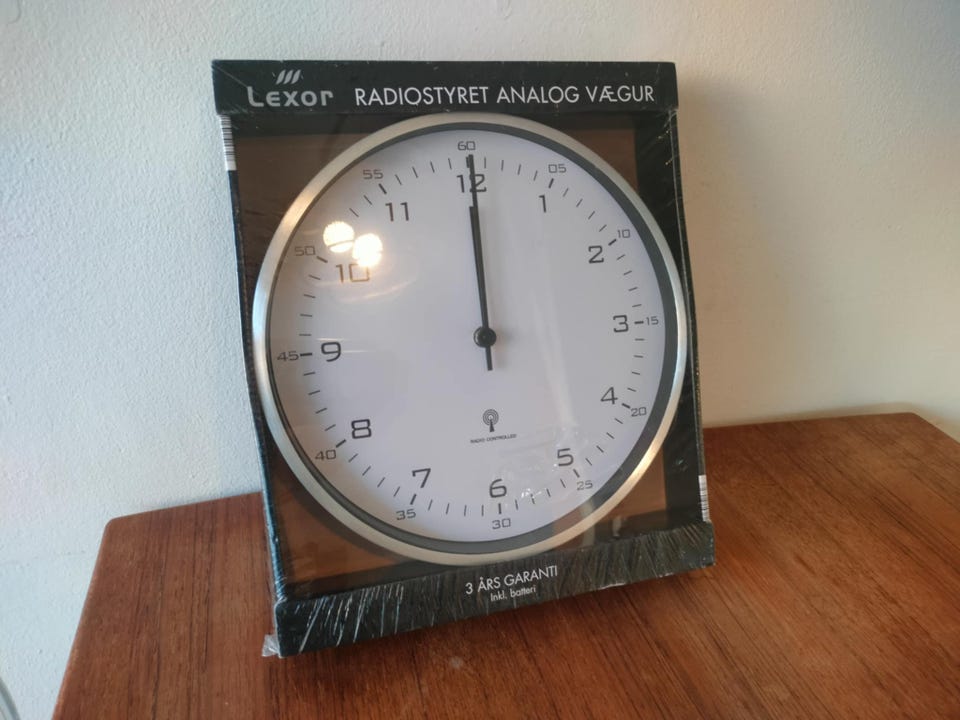 Lexor RADIOSTYRET ANALOG VÆGUR
60
55 05
12
11 1
50 10
10 2
45 9 3 15
8 4
40 20
7 5
6
35 25
30
RADIO CONTROLLED
3 ÅRS GARANTI
Inkl. batteri